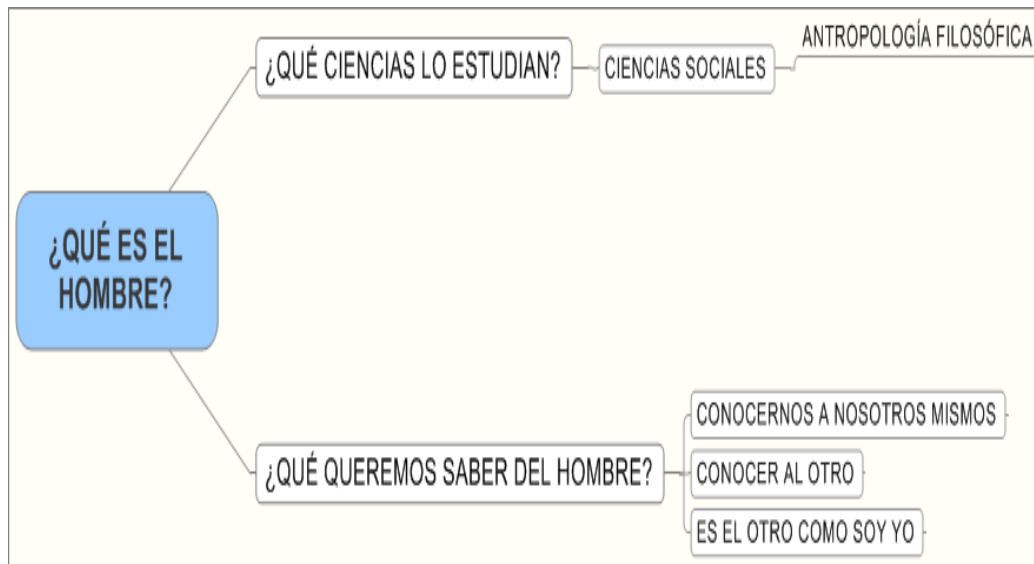 ¿QUÉ ES EL
HOMBRE?
¿QUÉ CIENCIAS LO ESTUDIAN?
CIENCIAS SOCIALES
ANTROPOLOGÍA FILOSÓFICA
¿QUÉ QUEREMOS SABER DEL HOMBRE?
CONOCERNOS A NOSOTROS MISMOS
CONOCER AL OTRO
ES EL OTRO COMO SOY YO